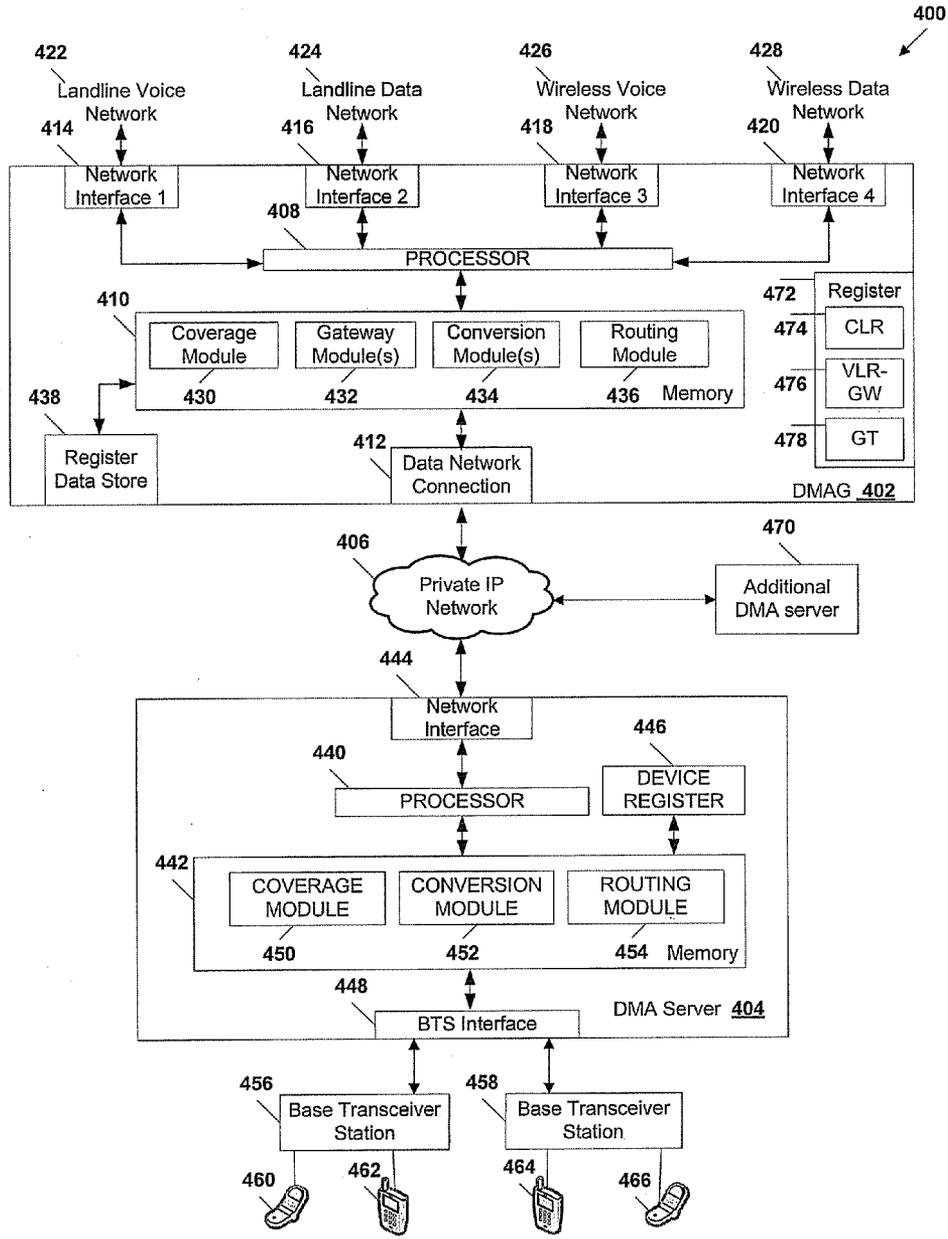 400
422
424
426
428
Landline Voice
Network
Landline Data
Network
Wireless Voice
Network
Wireless Data
Network
414
416
418
420
Network
Interface 1
Network
Interface 2
Network
Interface 3
Network
Interface 4
408
PROCESSOR
410
Coverage
Module
Gateway
Module(s)
Conversion
Module(s)
Routing
Module
430
432
434
436
Memory
472
Register
474
CLR
476
VLR-
GW
478
GT
438
Register
Data Store
412
Data Network
Connection
DMAG 402
406
Private IP
Network
470
Additional
DMA server
444
Network
Interface
440
PROCESSOR
446
DEVICE
REGISTER
442
COVERAGE
MODULE
CONVERSION
MODULE
ROUTING
MODULE
450
452
454
Memory
448
BTS Interface
DMA Server 404
456
Base Transceiver
Station
458
Base Transceiver
Station
460
462
464
466